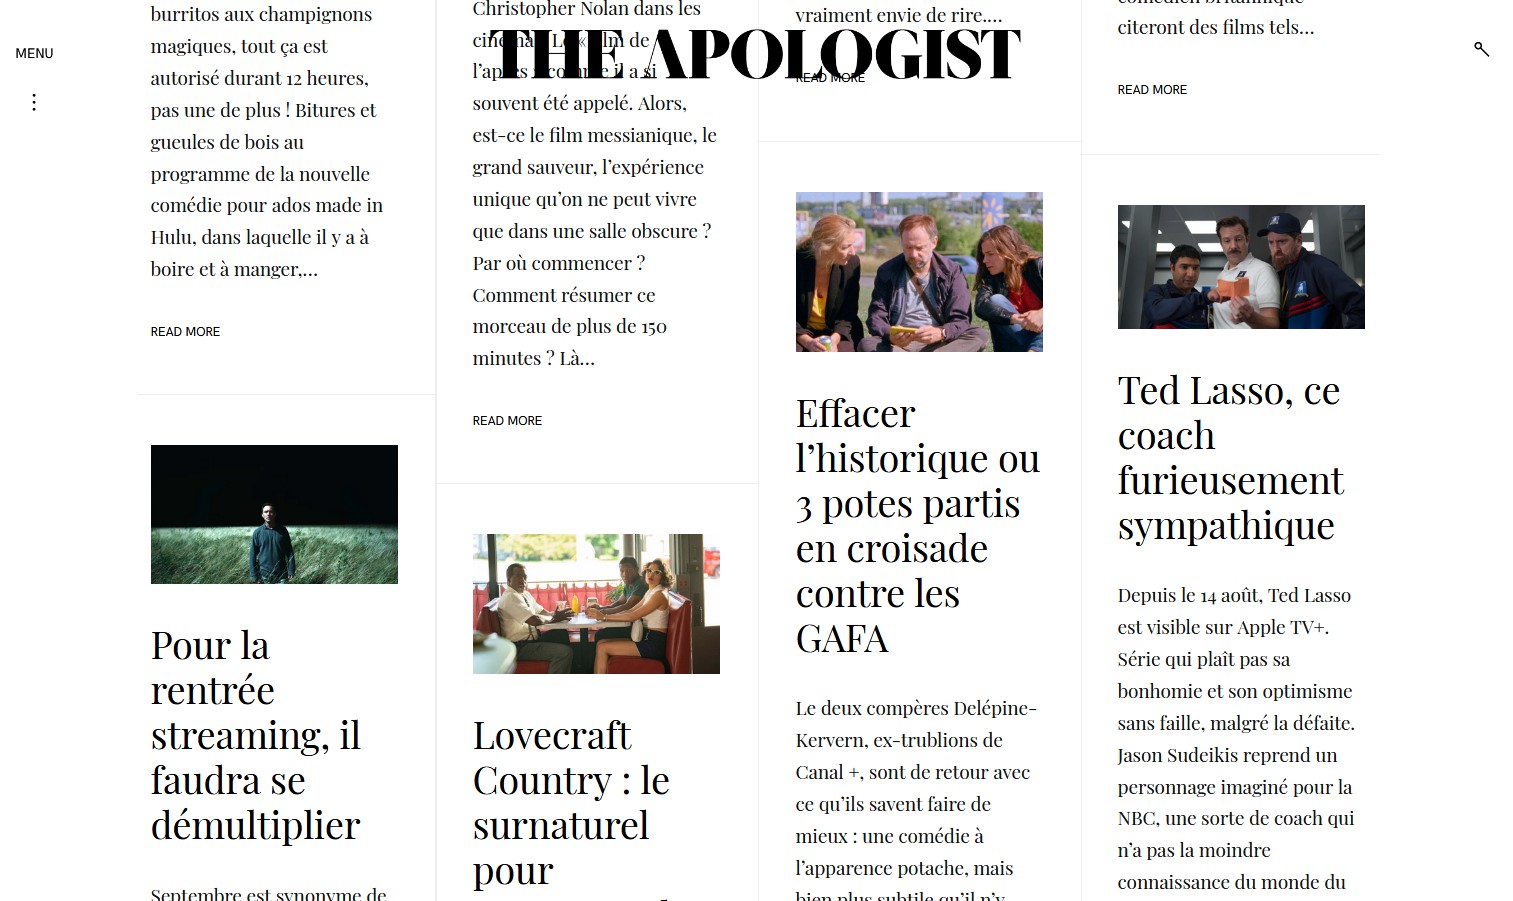 MENU
THE APOLOGIST
burritos aux champignons
magiques, tout ça est
autorisé durant 12 heures,
pas une de plus ! Bitures et
gueules de bois au
programme de la nouvelle
comédie pour ados made in
Hulu, dans laquelle il y a à
boire et à manger,…
READ MORE
Pour la
rentrée
streaming, il
faudra se
démultiplier
Septembre est synonyme de
Christopher Nolan dans les
cinémas. Le « film de
l’après » comme il a si
souvent été appelé. Alors,
est-ce le film messianique, le
grand sauveur, l’expérience
unique qu’on ne peut vivre
que dans une salle obscure ?
Par où commencer ?
Comment résumer ce
morceau de plus de 150
minutes ? Là…
READ MORE
Lovecraft
Country : le
surnaturel
pour
vraiment envie de rire.…
READ MORE
Effacer
l’historique ou
3 potes partis
en croisade
contre les
GAFA
Le deux compères Delépine-
Kervern, ex-trublions de
Canal +, sont de retour avec
ce qu’ils savent faire de
mieux : une comédie à
l’apparence potache, mais
bien plus subtile qu’il n’y
comédien britannique
citeront des films tels…
READ MORE
Ted Lasso, ce
coach
furieusement
sympathique
Depuis le 14 août, Ted Lasso
est visible sur Apple TV+.
Série qui plaît pas sa
bonhomie et son optimisme
sans faille, malgré la défaite.
Jason Sudeikis reprend un
personnage imaginé pour la
NBC, une sorte de coach qui
n’a pas la moindre
connaissance du monde du